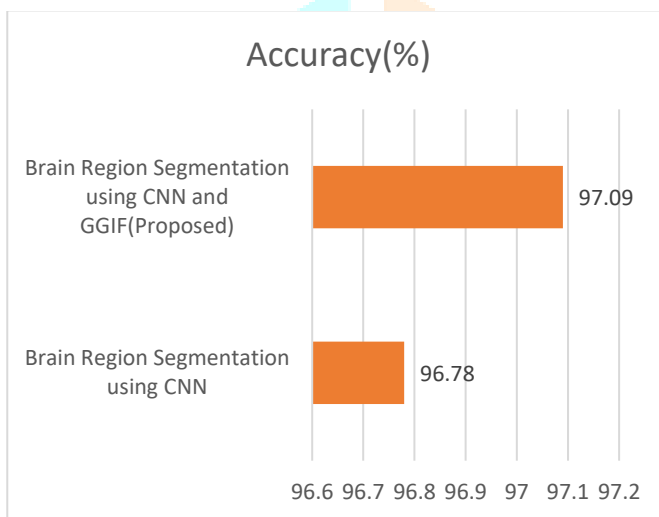 Accuracy(%)
Brain Region Segmentation
using CNN and
GGIF(Proposed)
97.09
Brain Region Segmentation
using CNN
96.78
96.6 96.7 96.8 96.9 97 97.1 97.2